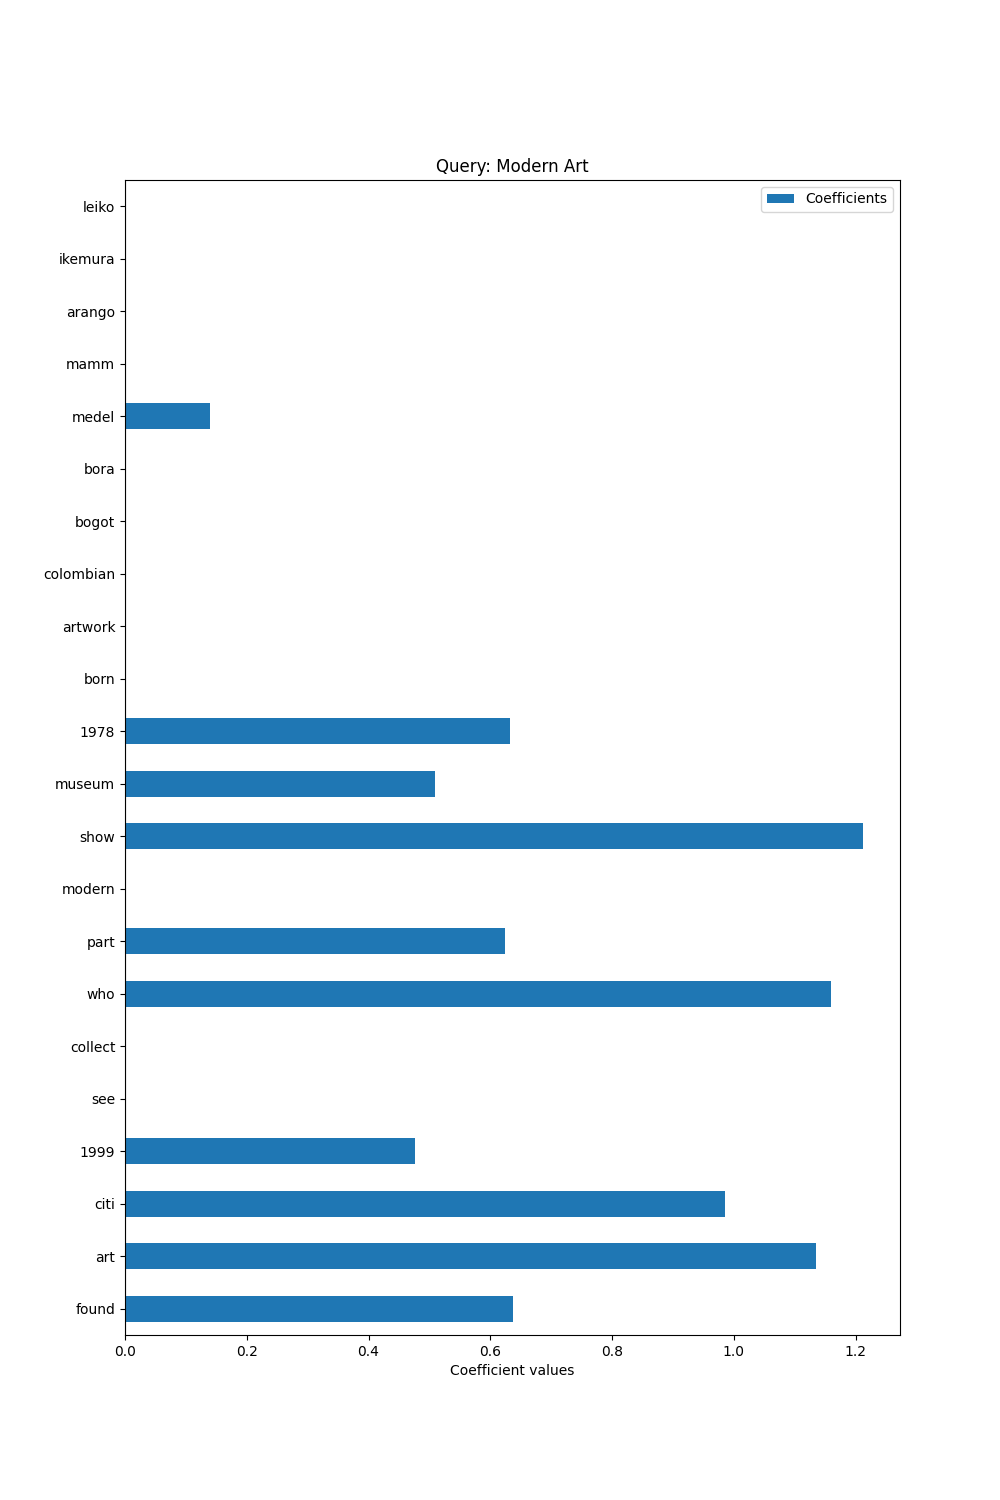 Query: Modern Art
Coefficients
leiko
ikemura
arango
mamm
medel
bora
bogot
colombian
artwork
born
1978
museum
show
modern
part
who
collect
see
1999
citi
art
found
0.0 0.2 0.4 0.6 0.8 1.0 1.2
Coefficient values